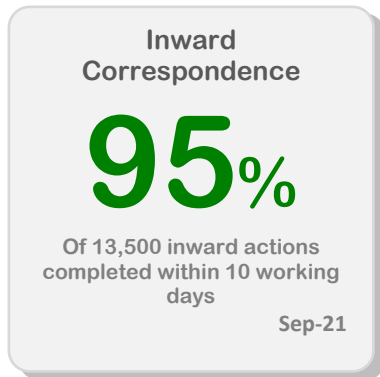 Inward
Correspondence
95%
Of 13,500 inward actions
completed within 10 working
days
Sep-21